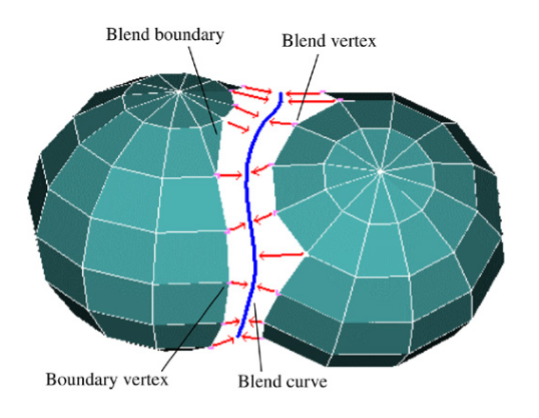 Blend boundary
Blend vertex
Boundary vertex
Blend curve